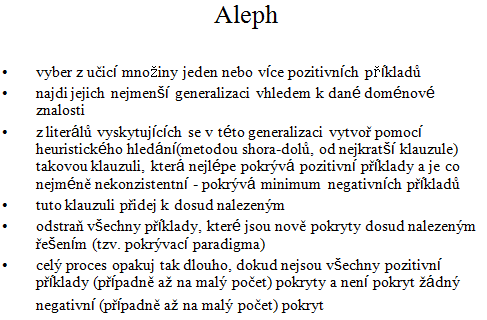 Aleph
• vyber z učicí množiny jeden nebo více pozitivních příkladů
• najdi jejich nejmenší generalizaci vhledem k dané doménové
znalosti
• z literálů vyskytujících se v této generalizaci vytvoř pomocí
heuristického hledání(metodou shora-dolů, od nejkratší klauzule)
takovou klauzuli, která nejlépe pokrývá pozitivní příklady a je co
nejméně nekonzistentní - pokrývá minimum negativních příkladů
• tuto klauzuli přidej k dosud nalezeným
• odstraň všechny příklady, které jsou nově pokryty dosud nalezeným
řešením (tzv. pokrývací paradigma)
• celý proces opakuj tak dlouho, dokud nejsou všechny pozitivní
příklady (případně až na malý počet) pokryty a není pokryt žádný
negativní (případně až na malý počet) pokryt